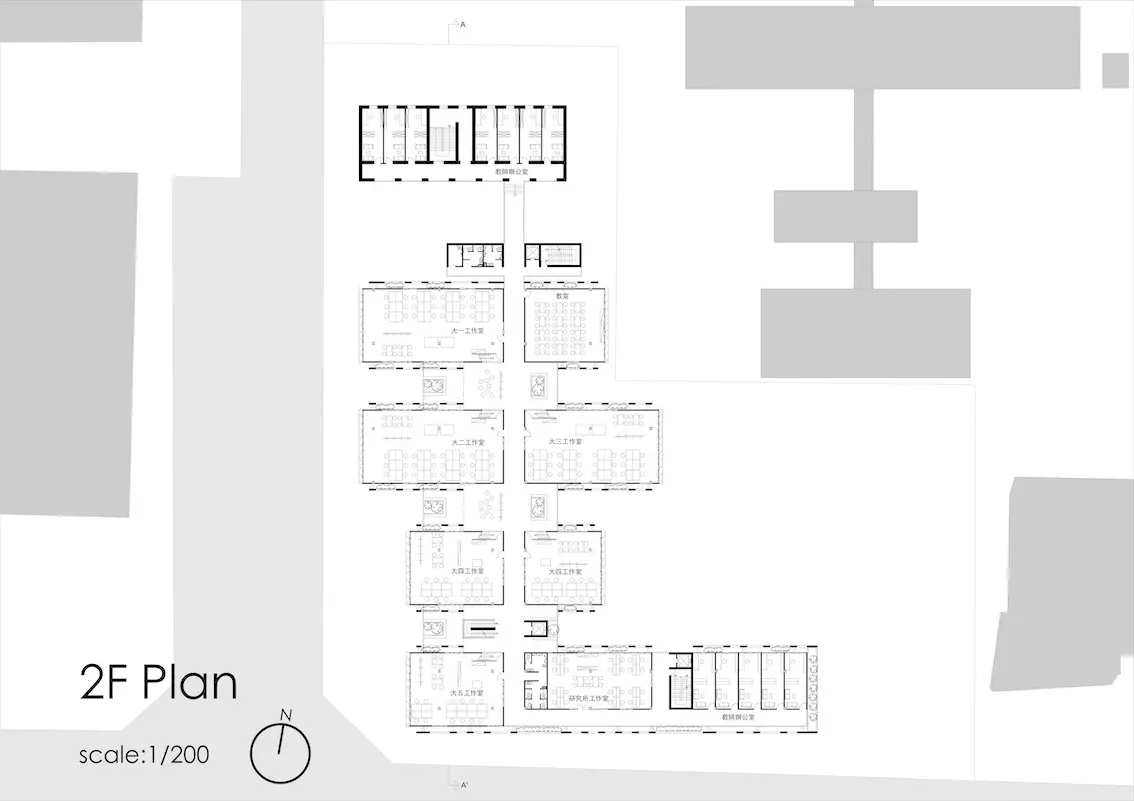 A
教師辦公室
教室
大一工作室
大二工作室
大三工作室
大四工作室
大四工作室
大五工作室
研究所工作室
教師辦公室
2F Plan
N
scale:1/200
A'